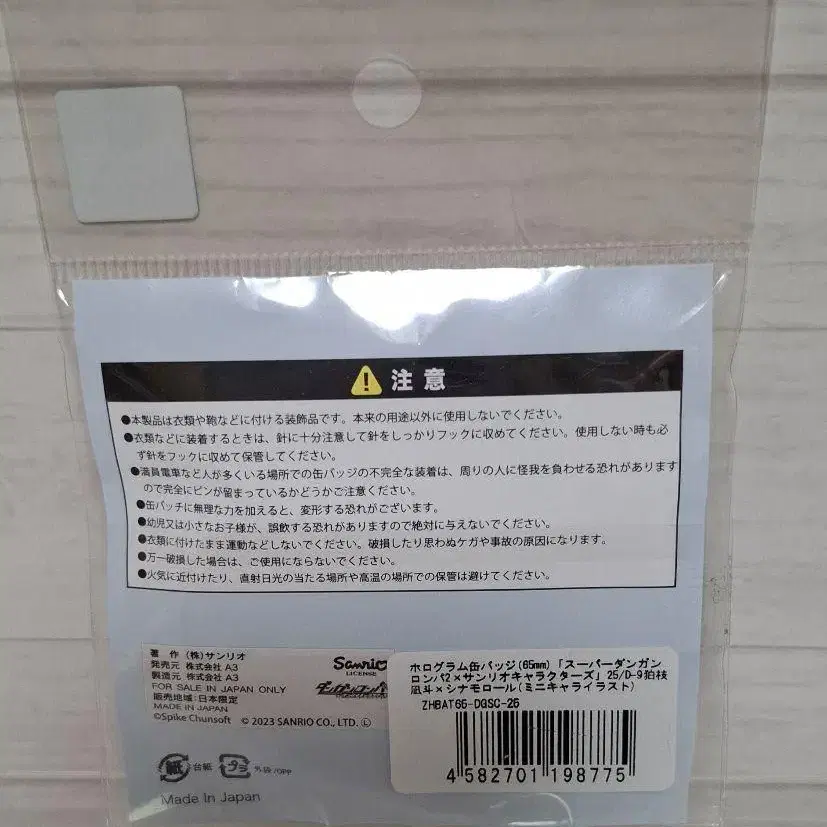 注意
●本製品は衣類や鞄などに付ける装飾品です。本来の用途以外に使用しないでください。
●衣類などに装着するときは、針に十分注意して針をしっかりフックに収めてください。使用しない時も必
ず針をフックに収めて保管してください。
●満員電車など人が多くいる場所での缶バッジの不完全な装着は、周りの人に怪我を負わせる恐れがあります
ので完全にピンが留まっているかどうかご注意ください。
●缶バッチに無理な力を加えると、変形する恐れがございます。
●幼児又は小さなお子様が、誤飲する恐れがありますので絶対に与えないでください。
●衣類に付けたまま運動などしないでください。破損したり思わぬケガや事故の原因になります。
●万一破損した場合は、ご使用にならないでください。
●火気に近付けたり、直射日光の当たる場所や高温の場所での保管は避けてください。
著 作 (株)サンリオ
発売元 株式会社 A3
製造元 株式会社 A3
FOR SALE IN JAPAN ONLY
販売地域:日本限定
MADE IN JAPAN
©Spike Chunsoft © 2023 SANRIO CO., LTD. Ⓛ
Sanrio
LICENSE
ダンガンロンパ
ホログラム缶バッジ(65mm)「スーパーダンガン
ロンパ2×サンリオキャラクターズ」25/D-9狛枝
凪斗×シナモロール(ミニキャライラスト)
ZHBAT65-DGSC-25
4 582701 198775
紙 台紙 プラ 外袋/OPP
Made In Japan